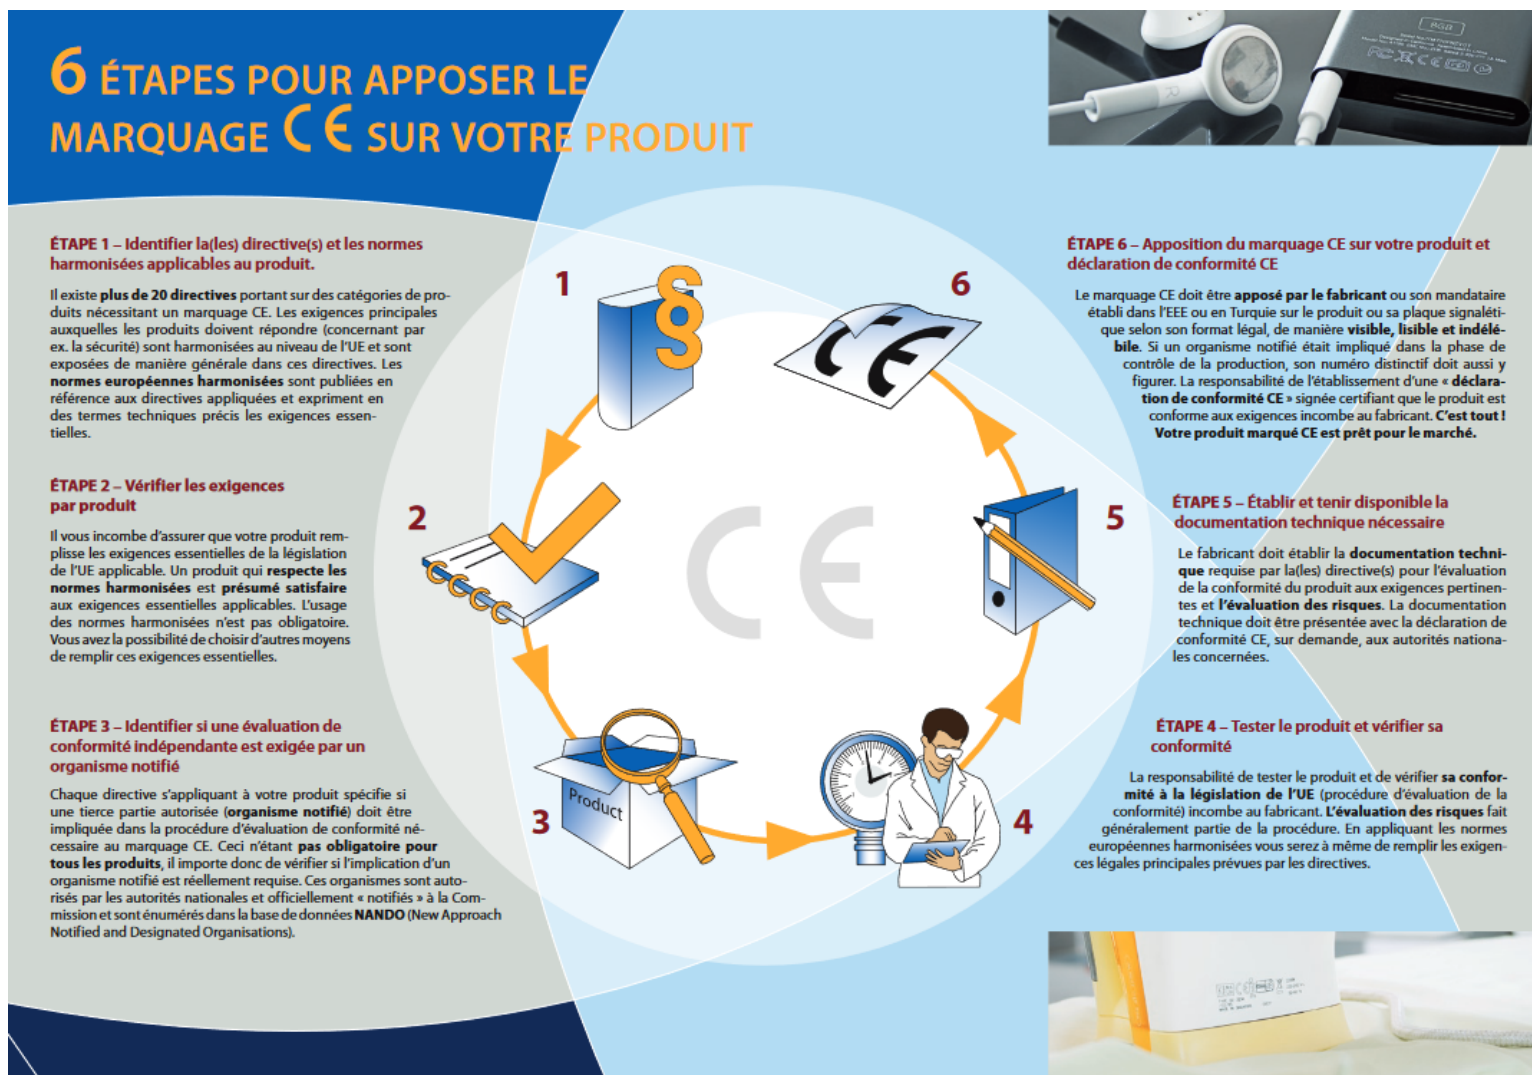 6 ÉTAPES POUR APPOSER LE
MARQUAGE CE SUR VOTRE PRODUIT
ÉTAPE 1 – Identifier la(les) directive(s) et les normes
harmonisées applicables au produit.
Il existe plus de 20 directives portant sur des catégories de pro-
duits nécessitant un marquage CE. Les exigences principales
auxquelles les produits doivent répondre (concernant par
ex. la sécurité) sont harmonisées au niveau de l'UE et sont
exposées de manière générale dans ces directives. Les
normes européennes harmonisées sont publiées en
référence aux directives appliquées et expriment en
des termes techniques précis les exigences essen-
tielles.
ÉTAPE 2 – Vérifier les exigences
par produit
Il vous incombe d'assurer que votre produit rem-
plisse les exigences essentielles de la législation
de l'UE applicable. Un produit qui respecte les
normes harmonisées est présumé satisfaire
aux exigences essentielles applicables. L'usage
des normes harmonisées n'est pas obligatoire.
Vous avez la possibilité de choisir d'autres moyens
de remplir ces exigences essentielles.
ÉTAPE 3 – Identifier si une évaluation de
conformité indépendante est exigée par un
organisme notifié
Chaque directive s'appliquant à votre produit spécifie si
une tierce partie autorisée (organisme notifié) doit être
impliquée dans la procédure d'évaluation de conformité né-
cessaire au marquage CE. Ceci n'étant pas obligatoire pour
tous les produits, il importe donc de vérifier si l'implication d'un
organisme notifié est réellement requise. Ces organismes sont auto-
risés par les autorités nationales et officiellement « notifiés » à la Com-
mission et sont énumérés dans la base de données NANDO (New Approach
Notified and Designated Organisations).
1
2
3
Product
CE
4
5
6
CE
ÉTAPE 6 – Apposition du marquage CE sur votre produit et
déclaration de conformité CE
Le marquage CE doit être apposé par le fabricant ou son mandataire
établi dans l'EEE ou en Turquie sur le produit ou sa plaque signaléti-
que selon son format légal, de manière visible, lisible et indélé-
bile. Si un organisme notifié était impliqué dans la phase de
contrôle de la production, son numéro distinctif doit aussi y
figurer. La responsabilité de l'établissement d'une « déclara-
tion de conformité CE » signée certifiant que le produit est
conforme aux exigences incombe au fabricant. C'est tout !
Votre produit marqué CE est prêt pour le marché.
ÉTAPE 5 – Établir et tenir disponible la
documentation technique nécessaire
Le fabricant doit établir la documentation techni-
que requise par la(les) directive(s) pour l'évaluation
de la conformité du produit aux exigences pertinen-
tes et l'évaluation des risques. La documentation
technique doit être présentée avec la déclaration de
conformité CE, sur demande, aux autorités nationa-
les concernées.
ÉTAPE 4 – Tester le produit et vérifier sa
conformité
La responsabilité de tester le produit et de vérifier sa confor-
mité à la législation de l'UE (procédure d'évaluation de la
conformité) incombe au fabricant. L'évaluation des risques fait
généralement partie de la procédure. En appliquant les normes
européennes harmonisées vous serez à même de remplir les exigen-
ces légales principales prévues par les directives.
8GB
R